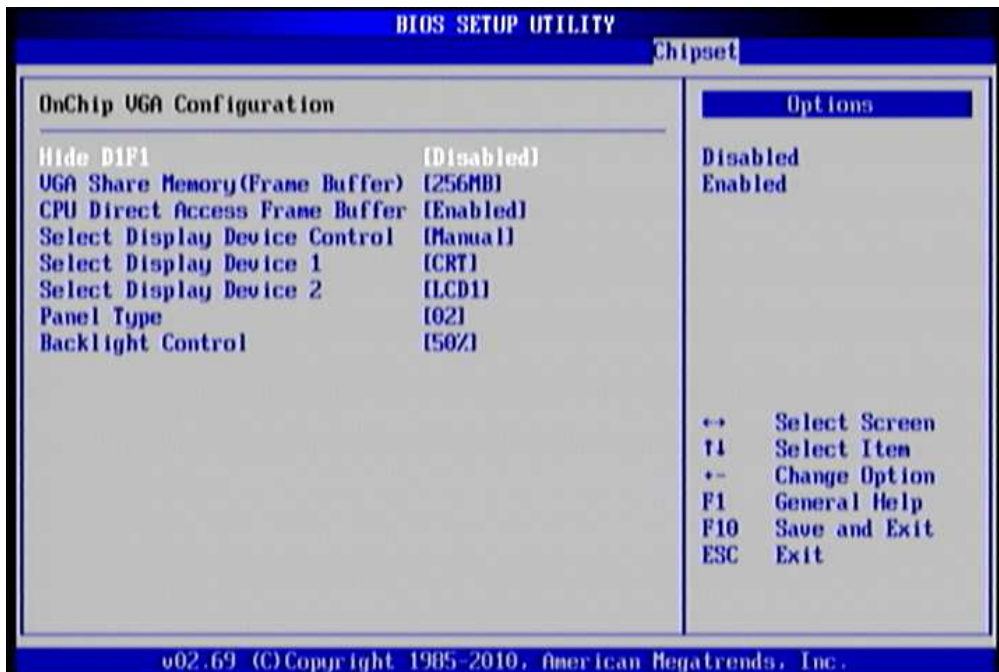 BIOS SETUP UTILITY
Chipset
OnChip VGA Configuration
Hide D1F1 [Disabled]
VGA Share Memory(Frame Buffer) [256MB]
CPU Direct Access Frame Buffer [Enabled]
Select Display Device Control [Manual]
Select Display Device 1 [CRT]
Select Display Device 2 [LCD1]
Panel Type [02]
Backlight Control [50%]
Options
Disabled
Enabled
↔ Select Screen
↑↓ Select Item
+- Change Option
F1 General Help
F10 Save and Exit
ESC Exit
v02.69 (C)Copyright 1985-2010, American Megatrends, Inc.